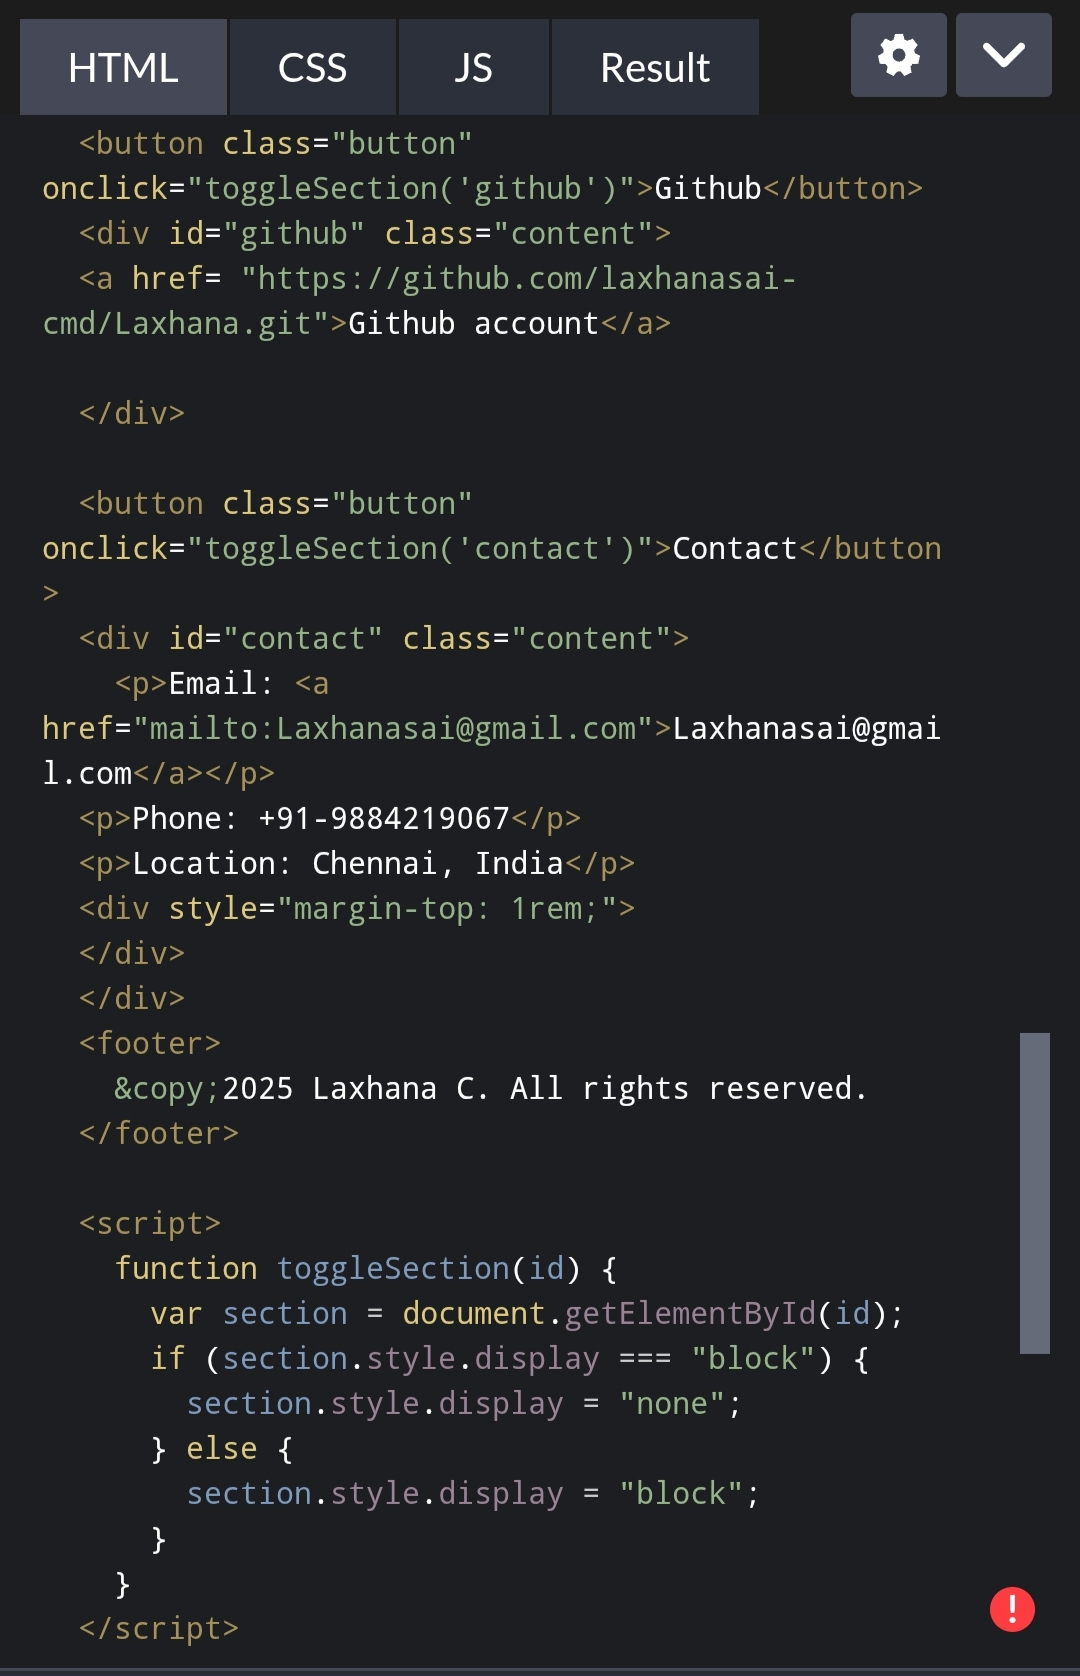 HTML CSS JS Result
<button class="button"
onclick="toggleSection('github')">Github</button>
<div id="github" class="content">
<a href= "https://github.com/laxhanasai-
cmd/Laxhana.git">Github account</a>
</div>
<button class="button"
onclick="toggleSection('contact')">Contact</button
>
<div id="contact" class="content">
<p>Email: <a
href="mailto:Laxhanasai@gmail.com">Laxhanasai@gmai
l.com</a></p>
<p>Phone: +91-9884219067</p>
<p>Location: Chennai, India</p>
<div style="margin-top: 1rem;">
</div>
</div>
<footer>
&copy;2025 Laxhana C. All rights reserved.
</footer>
<script>
function toggleSection(id) {
var section = document.getElementById(id);
if (section.style.display === "block") {
section.style.display = "none";
} else {
section.style.display = "block";
}
}
</script>